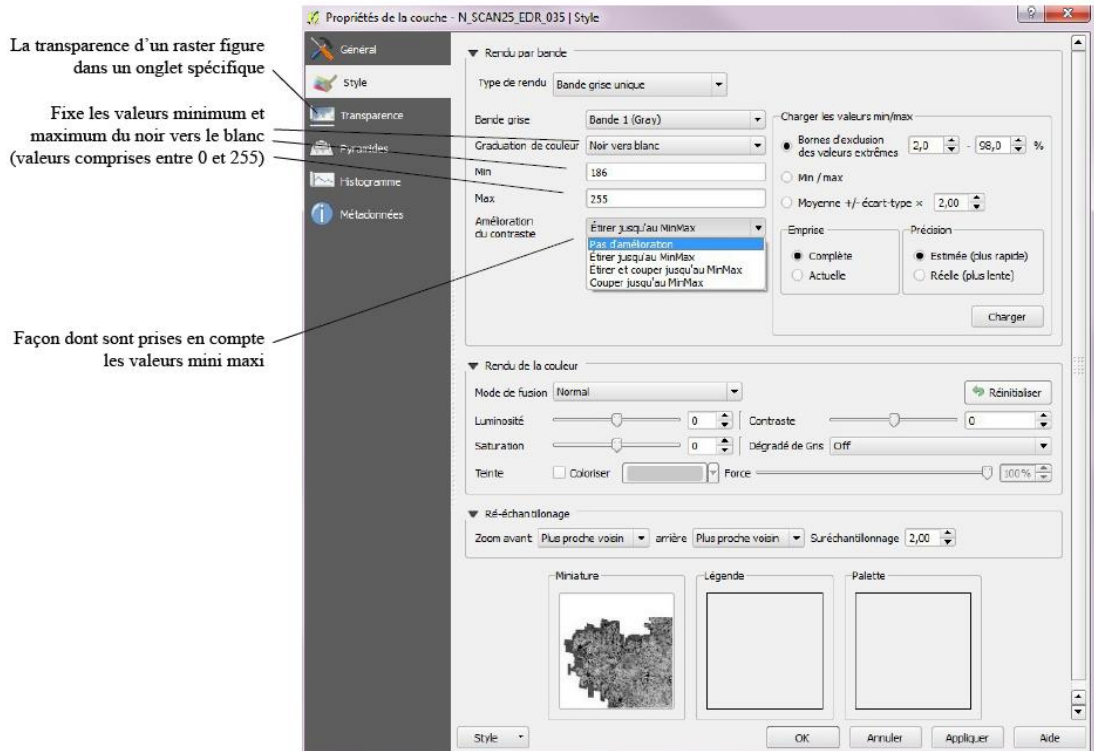 Propriétés de la couche - N_SCAN25_EDR_035 | Style
La transparence d'un raster figure
dans un onglet spécifique
Fixe les valeurs minimum et
maximum du noir vers le blanc
(valeurs comprises entre 0 et 255)
Façon dont sont prises en compte
les valeurs mini maxi
Général
Style
Transparence
Pyramides
Histogramme
Métadonnées
Rendu par bande
Type de rendu Bande grise unique
Bande grise Bande 1 (Gray)
Graduation de couleur Noir vers blanc
Min 186
Max 255
Amélioration
du contraste
Étirer jusqu'au MinMax
Pas d'amélioration
Étirer jusqu'au MinMax
Étirer et couper jusqu'au MinMax
Couper jusqu'au MinMax
Charger les valeurs min/max
Bornes d'exclusion
des valeurs extrêmes 2,0 - 98,0 %
Min / max
Moyenne +/- écart-type × 2,00
Emprise
Complète
Actuelle
Précision
Estimée (plus rapide)
Réelle (plus lente)
Charger
Rendu de la couleur
Mode de fusion Normal Réinitialiser
Luminosité 0 Contraste 0
Saturation 0 Dégradé de Gris Off
Teinte Coloriser Force 100%
Ré-échantilonage
Zoom avant Plus proche voisin arrière Plus proche voisin Suréchantillonnage 2,00
Miniature Légende Palette
Style OK Annuler Appliquer Aide